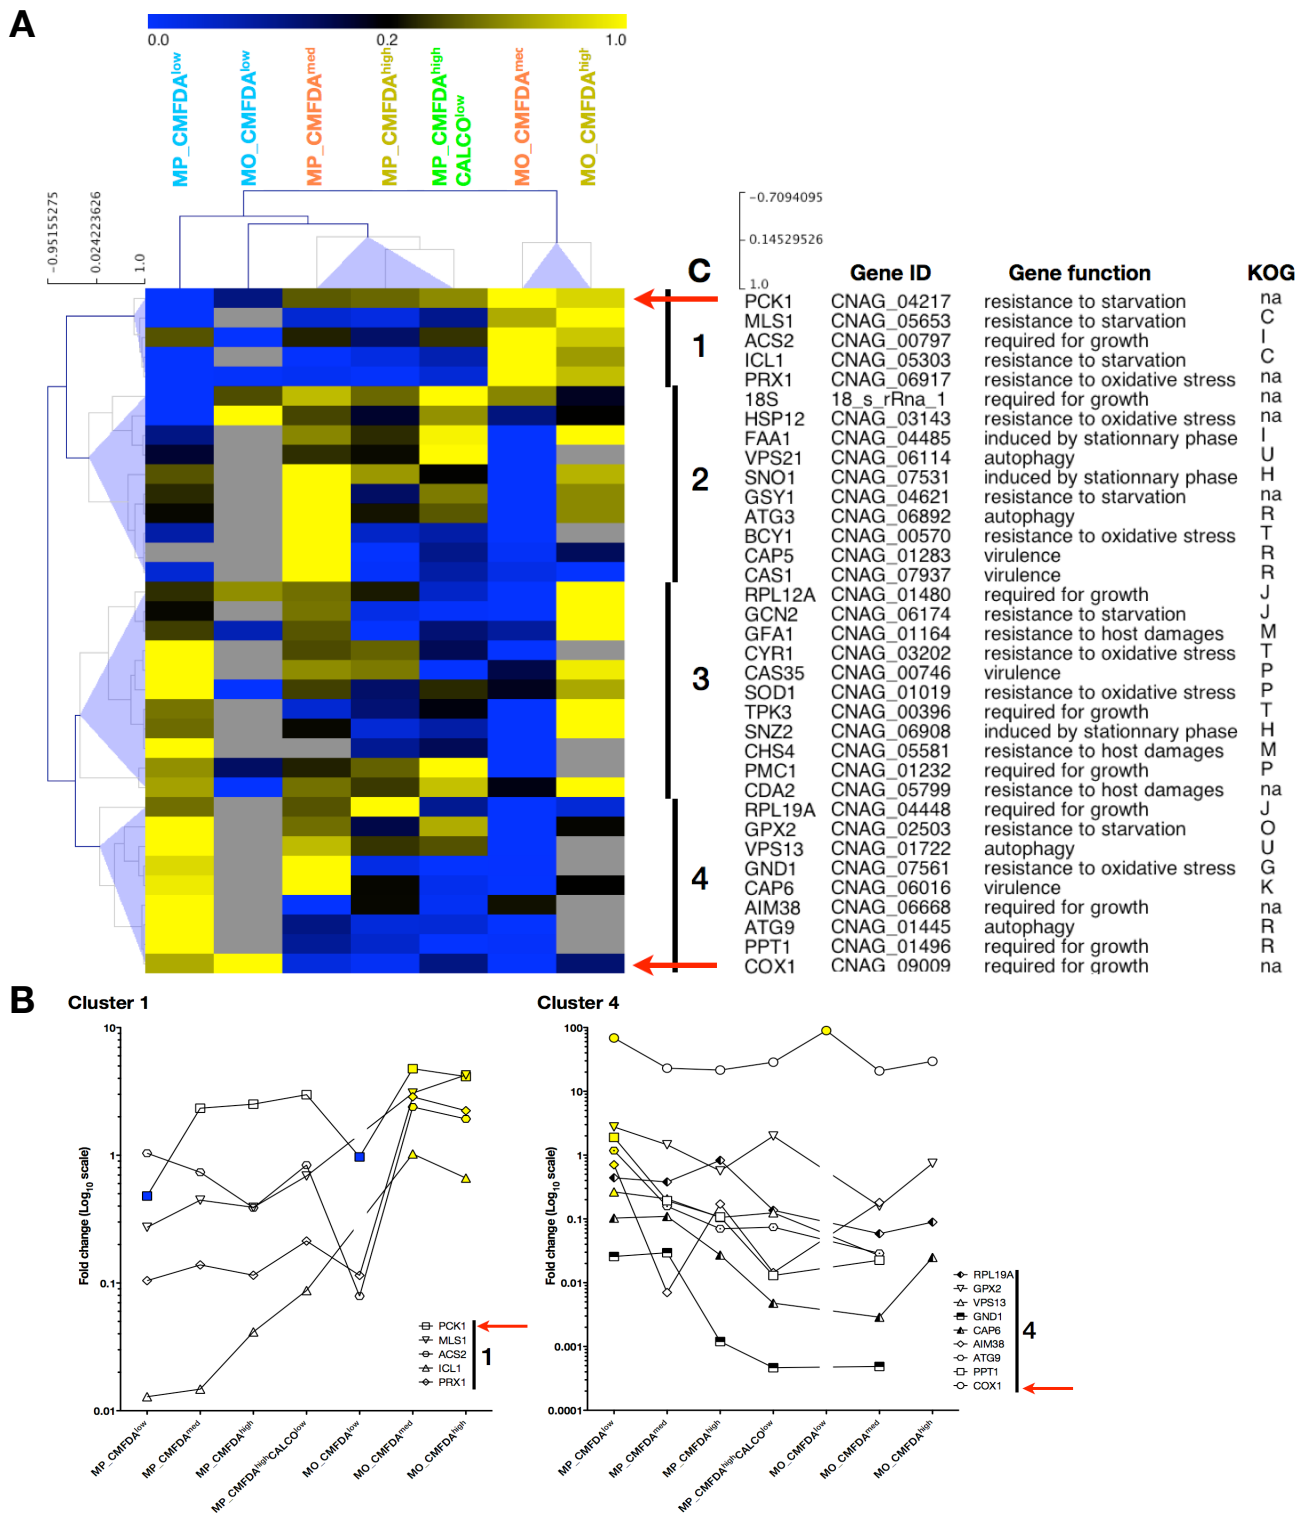 A
0.0 0.2 1.0
MP_CMFDAlow
MO_CMFDAlow
MP_CMFDAmed
MP_CMFDAhigh
MP_CMFDAhigh
CALCOlow
MO_CMFDAmed
MO_CMFDAhigh
-0.95155275
0.024223626
1.0
-0.7094095
0.14529526
1.0
C Gene ID Gene function KOG
PCK1 CNAG_04217 resistance to starvation na
MLS1 CNAG_05653 resistance to starvation C
ACS2 CNAG_00797 required for growth I
ICL1 CNAG_05303 resistance to starvation C
PRX1 CNAG_06917 resistance to oxidative stress na
18S 18_s_rRna_1 required for growth na
HSP12 CNAG_03143 resistance to oxidative stress na
FAA1 CNAG_04485 induced by stationnary phase I
VPS21 CNAG_06114 autophagy U
SNO1 CNAG_07531 induced by stationnary phase H
GSY1 CNAG_04621 resistance to starvation na
ATG3 CNAG_06892 autophagy R
BCY1 CNAG_00570 resistance to oxidative stress T
CAP5 CNAG_01283 virulence R
CAS1 CNAG_07937 virulence R
RPL12A CNAG_01480 required for growth J
GCN2 CNAG_06174 resistance to starvation J
GFA1 CNAG_01164 resistance to host damages M
CYR1 CNAG_03202 resistance to oxidative stress T
CAS35 CNAG_00746 virulence P
SOD1 CNAG_01019 resistance to oxidative stress P
TPK3 CNAG_00396 required for growth T
SNZ2 CNAG_06908 induced by stationary phase H
CHS4 CNAG_05581 resistance to host damages M
PMC1 CNAG_01232 required for growth P
CDA2 CNAG_05799 resistance to host damages na
RPL19A CNAG_04448 required for growth J
GPX2 CNAG_02503 resistance to starvation O
VPS13 CNAG_01722 autophagy U
GND1 CNAG_07561 resistance to oxidative stress G
CAP6 CNAG_06016 virulence K
AIM38 CNAG_06668 required for growth na
ATG9 CNAG_01445 autophagy R
PPT1 CNAG_01496 required for growth R
COX1 CNAG_09009 required for growth na
1
2
3
4
B
Cluster 1
Fold change (Log10 scale)
10
1
0.1
0.01
PCK1
MLS1
ACS2
ICL1
PRX1
1
MP_CMFDAlow
MP_CMFDAmed
MP_CMFDAhigh
MP_CMFDAhighCALCOlow
MO_CMFDAlow
MO_CMFDAmed
MO_CMFDAhigh
Cluster 4
Fold change (Log10 scale)
100
10
1
0.1
0.01
0.001
0.0001
RPL19A
GPX2
VPS13
GND1
CAP6
AIM38
ATG9
PPT1
COX1
4
MP_CMFDAlow
MP_CMFDAmed
MP_CMFDAhigh
MP_CMFDAhighCALCOlow
MO_CMFDAlow
MO_CMFDAmed
MO_CMFDAhigh